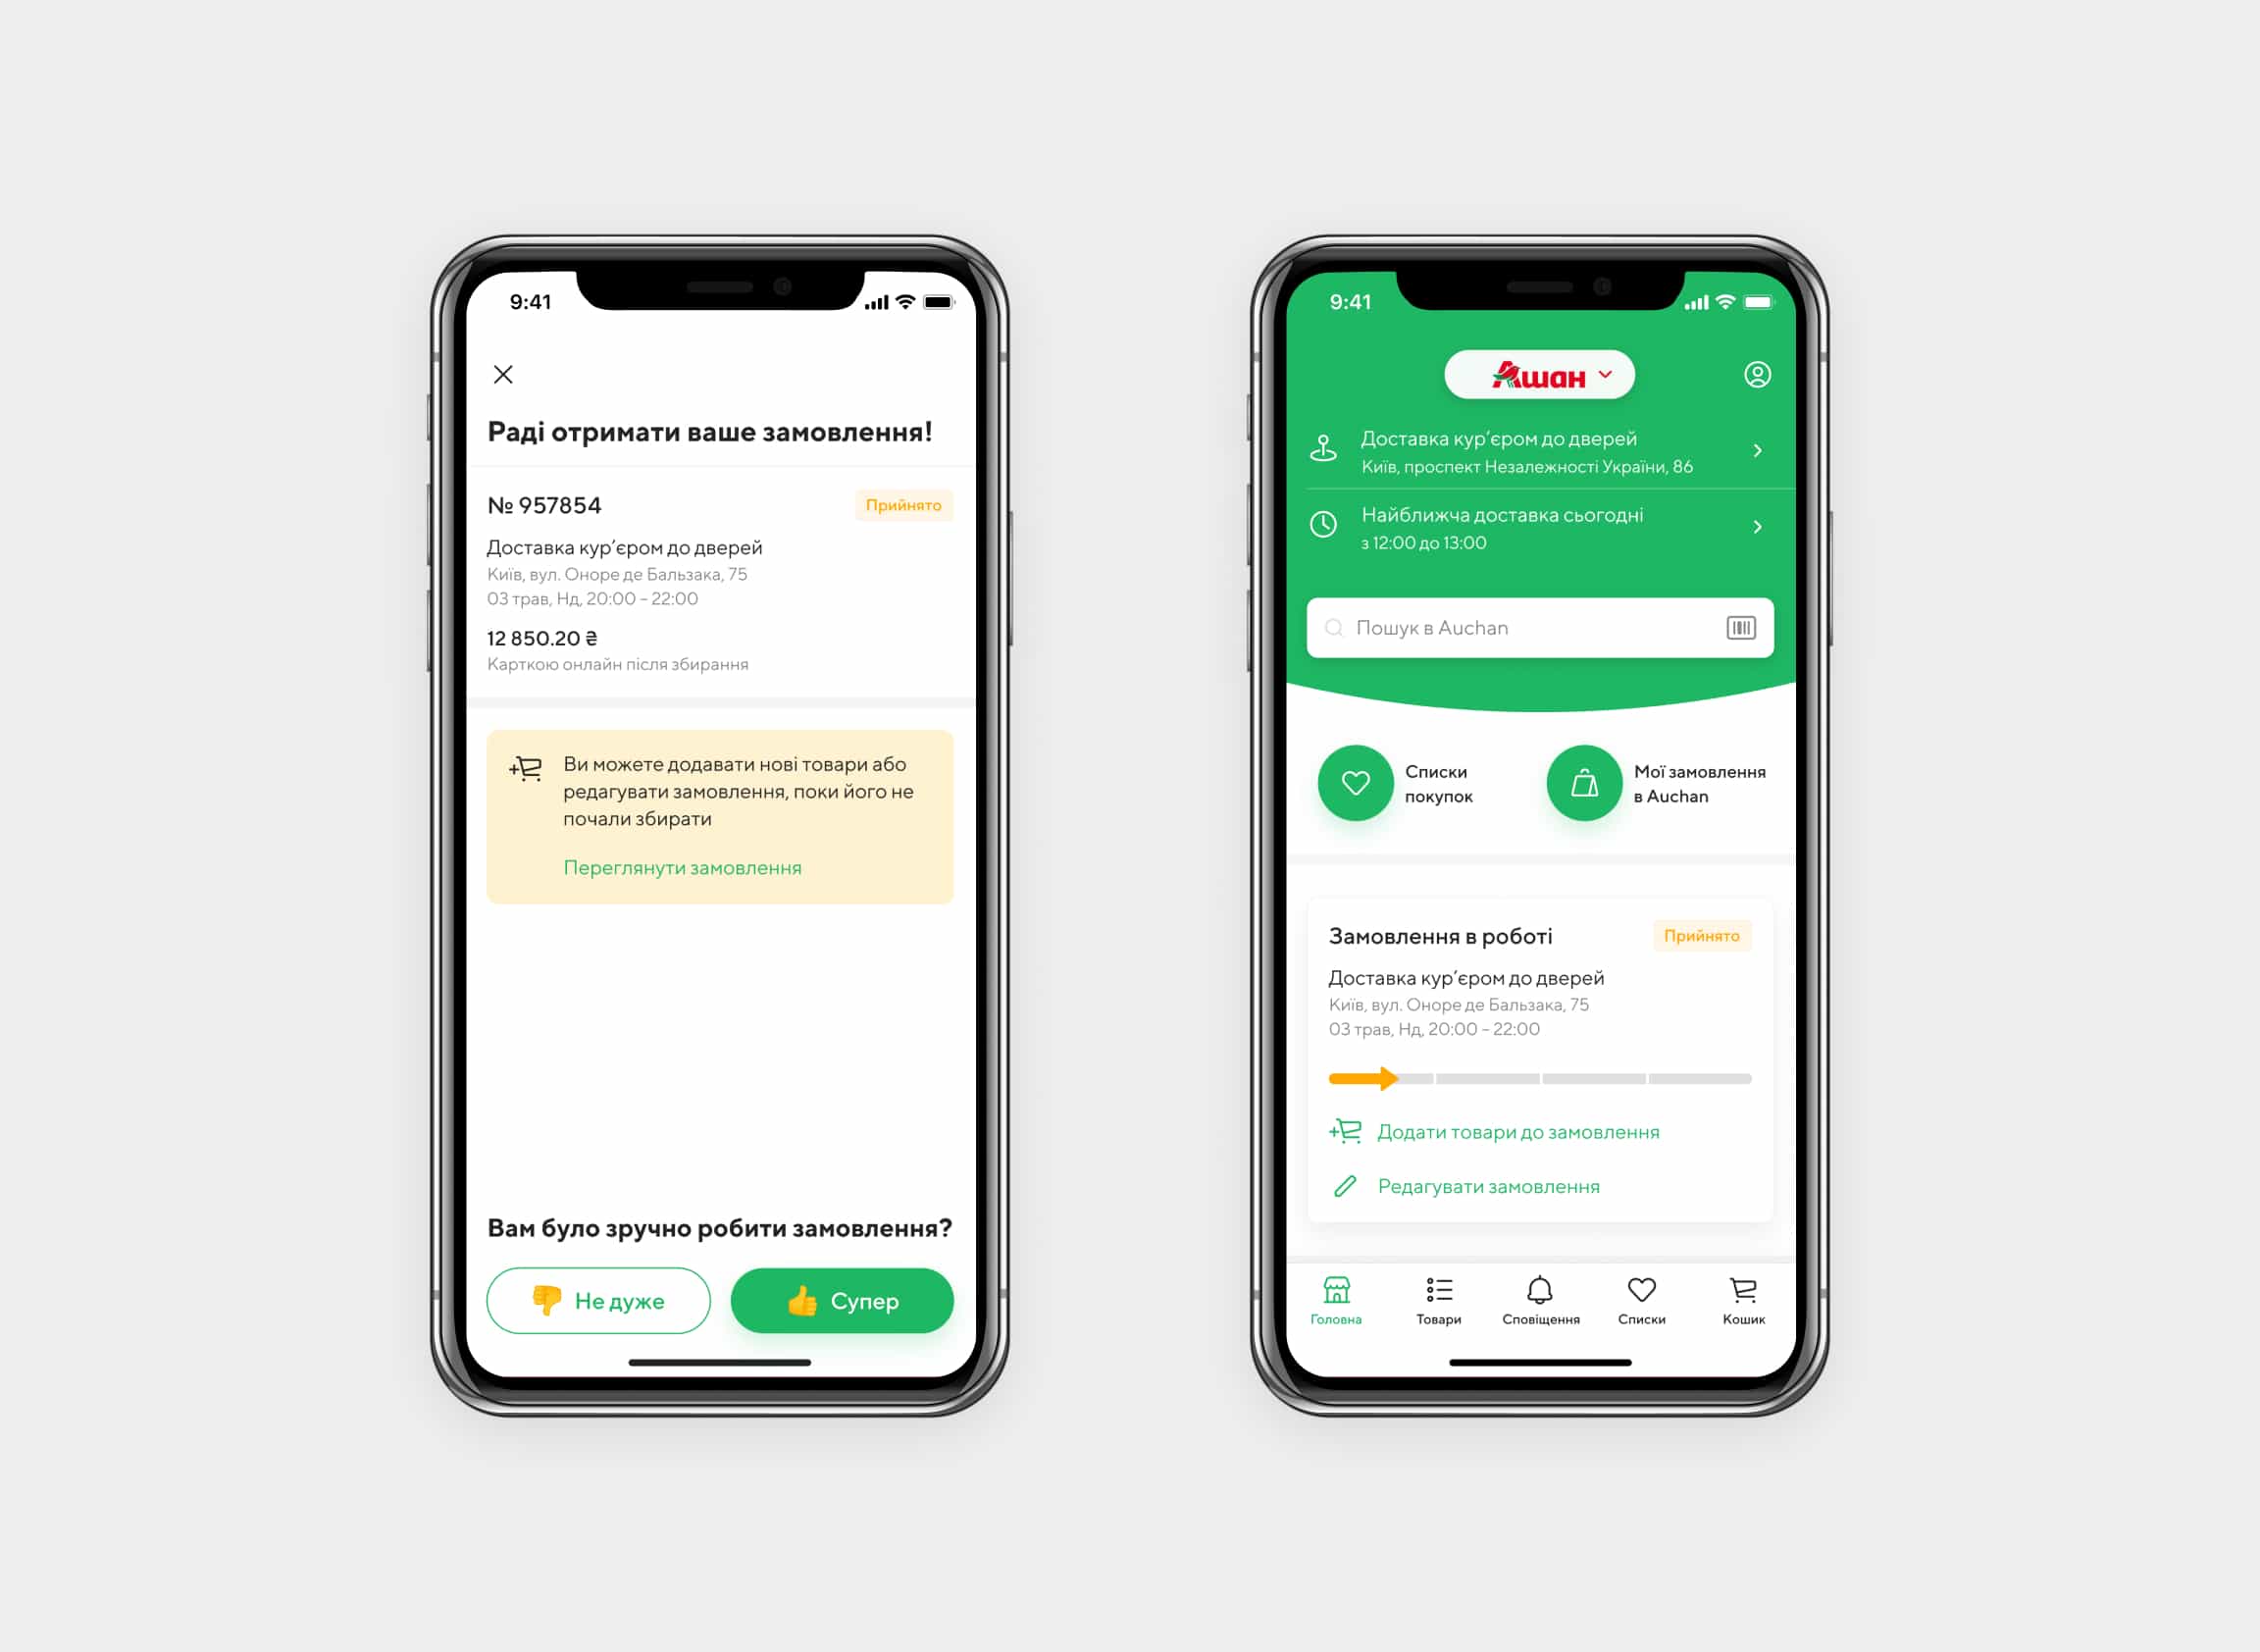 9:41
Раді отримати ваше замовлення!
№ 957854
Прийнято
Доставка кур’єром до дверей
Київ, вул. Оноре де Бальзака, 75
03 трав, Нд, 20:00 – 22:00
12 850.20 ₴
Карткою онлайн після збирання
Ви можете додавати нові товари або
редагувати замовлення, поки його не
почали збирати
Переглянути замовлення
Вам було зручно робити замовлення?
👎 Не дуже
👍 Супер
9:41
Ашан
Доставка кур’єром до дверей
Київ, проспект Незалежності України, 86
Найближча доставка сьогодні
з 12:00 до 13:00
Пошук в Auchan
Списки
покупок
Мої замовлення
в Auchan
Замовлення в роботі
Прийнято
Доставка кур’єром до дверей
Київ, вул. Оноре де Бальзака, 75
03 трав, Нд, 20:00 – 22:00
Додати товари до замовлення
Редагувати замовлення
Головна
Товари
Сповіщення
Списки
Кошик